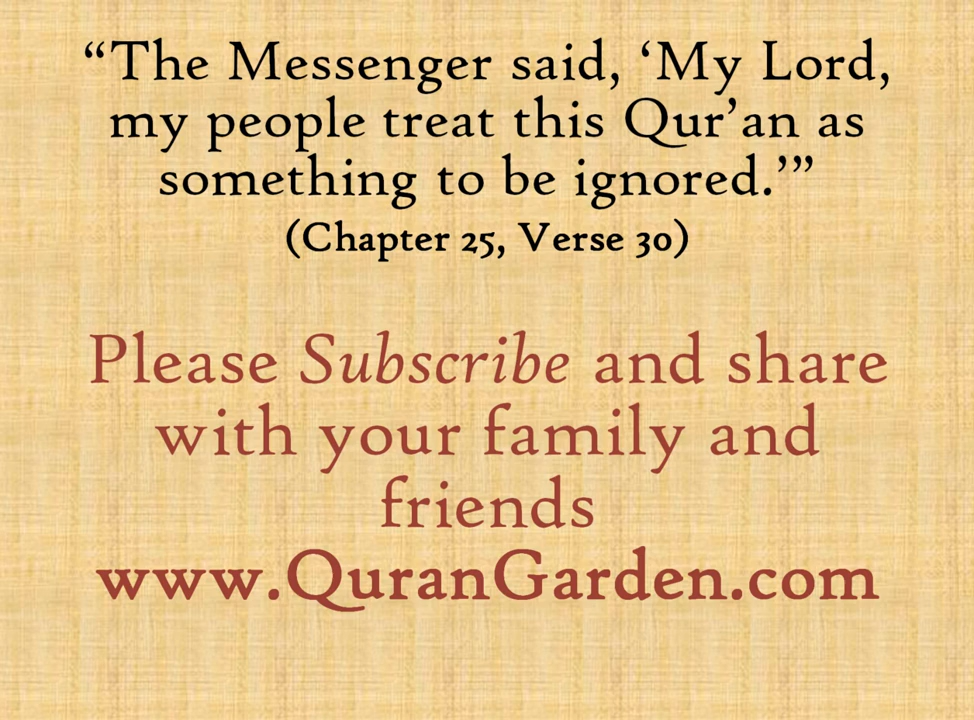 “The Messenger said, ‘My Lord,
my people treat this Qur’an as
something to be ignored.’”
(Chapter 25, Verse 30)
Please Subscribe and share
with your family and
friends
www.QuranGarden.com